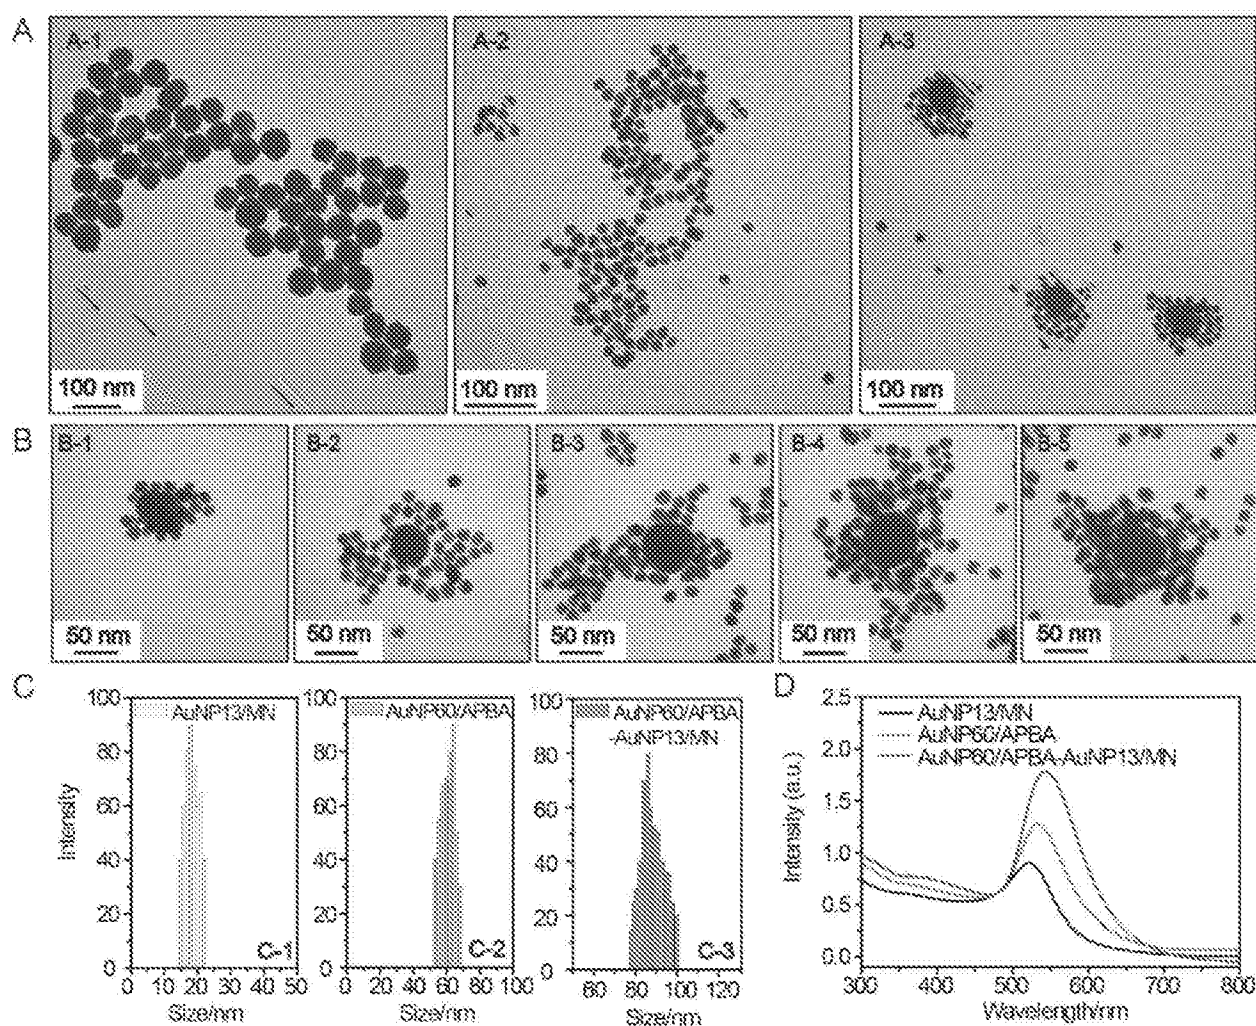 A
A-1
A-2
A-3
100 nm
100 nm
100 nm
B
B-1
B-2
B-3
B-4
B-5
50 nm
50 nm
50 nm
50 nm
50 nm
C
Intensity
100
80
60
40
20
0
AuNP13/MN
C-1
0 10 20 30 40 50
Size/nm
100
80
60
40
20
0
AuNP60/APBA
C-2
0 20 40 60 80 100
Size/nm
100
80
60
40
20
0
AuNP60/APBA
-AuNP13/MN
C-3
60 80 100 120
Size/nm
D
Intensity (a.u.)
2.5
2.0
1.5
1.0
0.5
0.0
AuNP13/MN
AuNP60/APBA
AuNP60/APBA-AuNP13/MN
300 400 500 600 700 800
Wavelength/nm